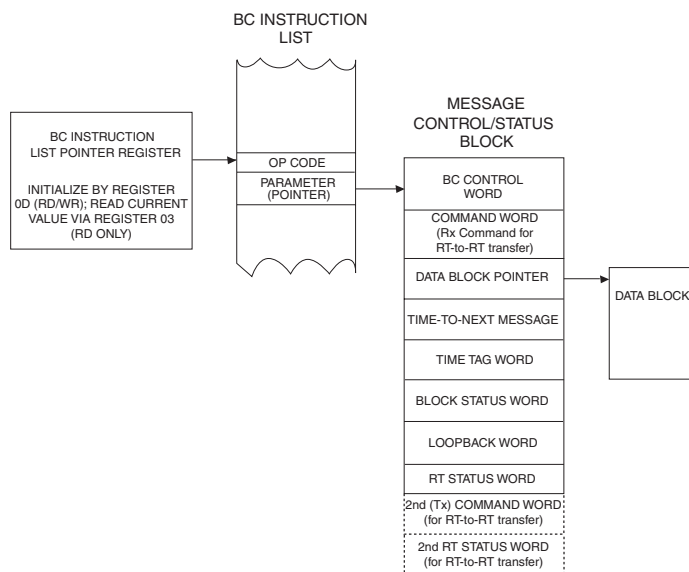 BC INSTRUCTION
LIST
BC INSTRUCTION
LIST POINTER REGISTER
INITIALIZE BY REGISTER
0D (RD/WR); READ CURRENT
VALUE VIA REGISTER 03
(RD ONLY)
OP CODE
PARAMETER
(POINTER)
MESSAGE
CONTROL/STATUS
BLOCK
BC CONTROL
WORD
COMMAND WORD
(Rx Command for
RT-to-RT transfer)
DATA BLOCK POINTER
TIME-TO-NEXT MESSAGE
TIME TAG WORD
BLOCK STATUS WORD
LOOPBACK WORD
RT STATUS WORD
2nd (Tx) COMMAND WORD
(for RT-to-RT transfer)
2nd RT STATUS WORD
(for RT-to-RT transfer)
DATA BLOCK